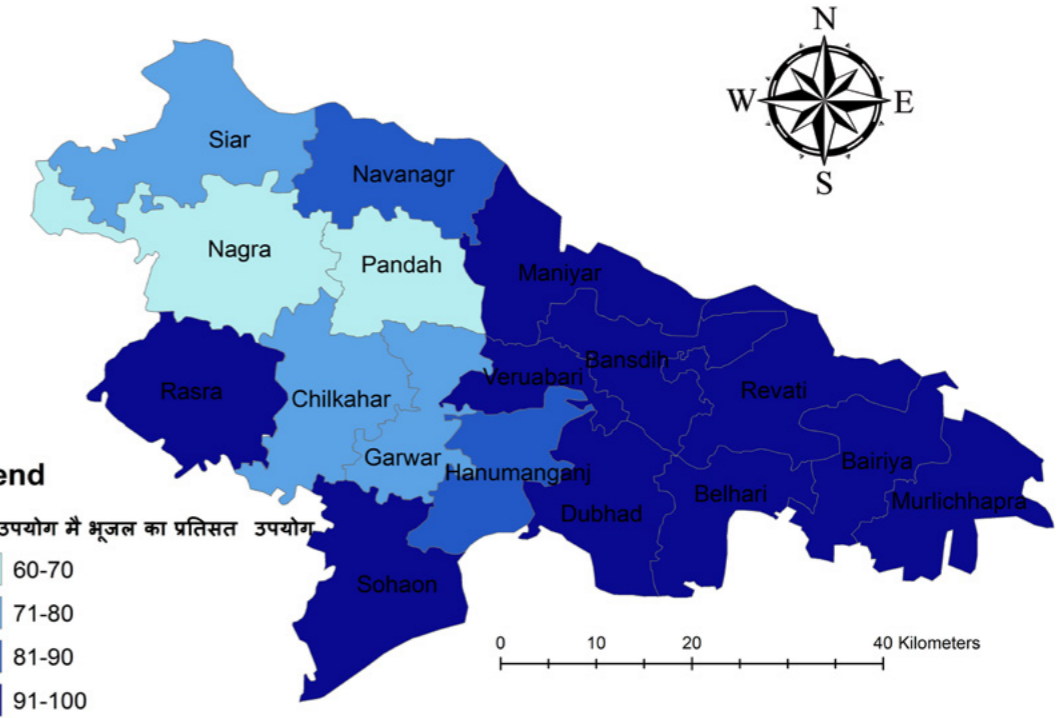 N
W E
S
Siar
Navanagr
Nagra
Pandah
Maniyar
Bansdih
Veruabari
Rasra
Chilkahar
Revati
Garwar
Hanumanganj
Bairiya
Belhari
Murlichhapra
Dubhad
Sohaon
end
उपयोग मै भूजल का प्रतिसत उपयोग
60-70
71-80
81-90
91-100
0 10 20 40 Kilometers